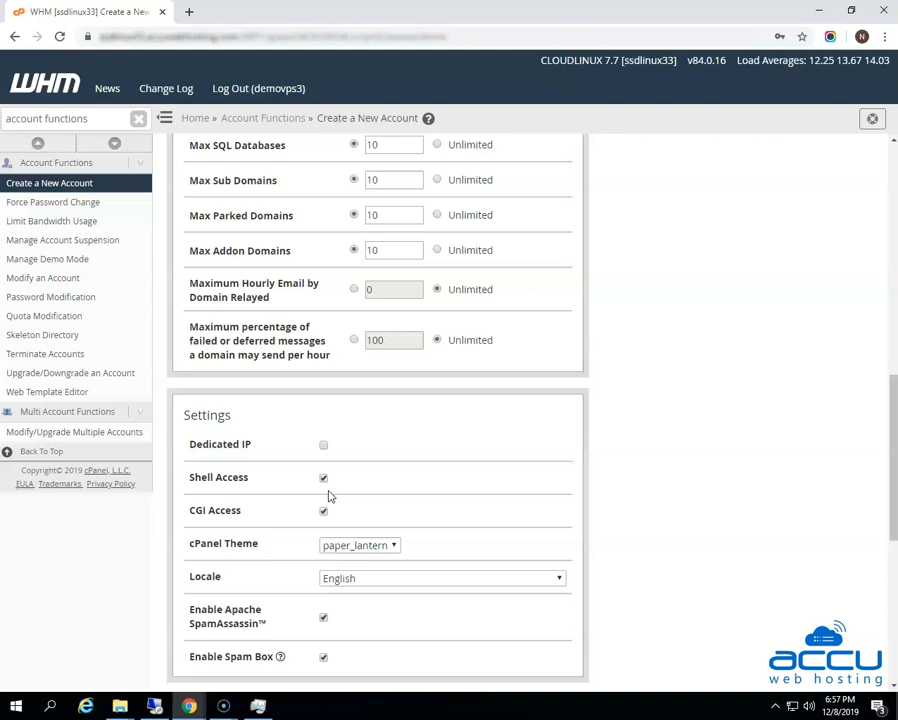 WHM [ssdlinux33] Create a New
N
CLOUDLINUX 7.7 [ssdlinux33] v84.0.16 Load Averages: 12.25 13.67 14.03
WHM News Change Log Log Out (demovps3)
account functions
Home » Account Functions » Create a New Account
Account Functions
Create a New Account
Force Password Change
Limit Bandwidth Usage
Manage Account Suspension
Manage Demo Mode
Modify an Account
Password Modification
Quota Modification
Skeleton Directory
Terminate Accounts
Upgrade/Downgrade an Account
Web Template Editor
Multi Account Functions
Modify/Upgrade Multiple Accounts
Back To Top
Copyright© 2019 cPanel, L.L.C.
EULA Trademarks Privacy Policy
Max SQL Databases 10 Unlimited
Max Sub Domains 10 Unlimited
Max Parked Domains 10 Unlimited
Max Addon Domains 10 Unlimited
Maximum Hourly Email by
Domain Relayed 0 Unlimited
Maximum percentage of
failed or deferred messages 100 Unlimited
a domain may send per hour
Settings
Dedicated IP
Shell Access
CGI Access
cPanel Theme paper_lantern
Locale English
Enable Apache
SpamAssassin™
Enable Spam Box
ACCU
web hosting
6:57 PM
12/8/2019
3